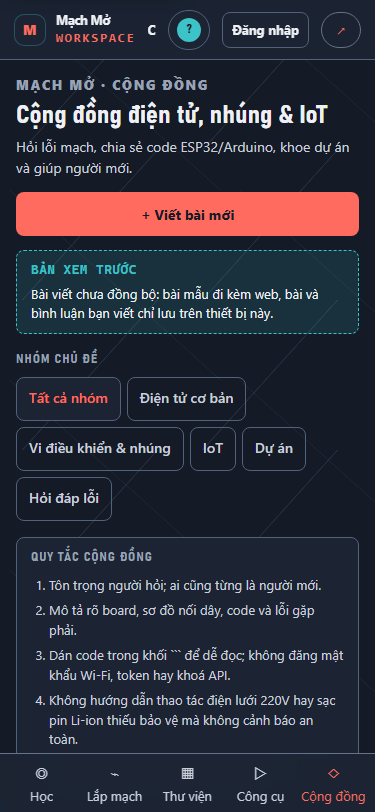 M
Mạch Mở
WORKSPACE
C
?
Đăng nhập
↗
MẠCH MỞ · CỘNG ĐỒNG
Cộng đồng điện tử, nhúng & IoT
Hỏi lỗi mạch, chia sẻ code ESP32/Arduino, khoe dự án
và giúp người mới.
+ Viết bài mới
BẢN XEM TRƯỚC
Bài viết chưa đồng bộ: bài mẫu đi kèm web, bài và
bình luận bạn viết chỉ lưu trên thiết bị này.
NHÓM CHỦ ĐỀ
Tất cả nhóm
Điện tử cơ bản
Vi điều khiển & nhúng
IoT
Dự án
Hỏi đáp lỗi
QUY TẮC CỘNG ĐỒNG
1. Tôn trọng người hỏi; ai cũng từng là người mới.
2. Mô tả rõ board, sơ đồ nối dây, code và lỗi gặp
phải.
3. Dán code trong khối ``` để dễ đọc; không đăng mật
khẩu Wi-Fi, token hay khoá API.
4. Không hướng dẫn thao tác điện lưới 220V hay sạc
pin Li-ion thiếu bảo vệ mà không cảnh báo an
toàn.
Học
Lắp mạch
Thư viện
Công cụ
Cộng đồng